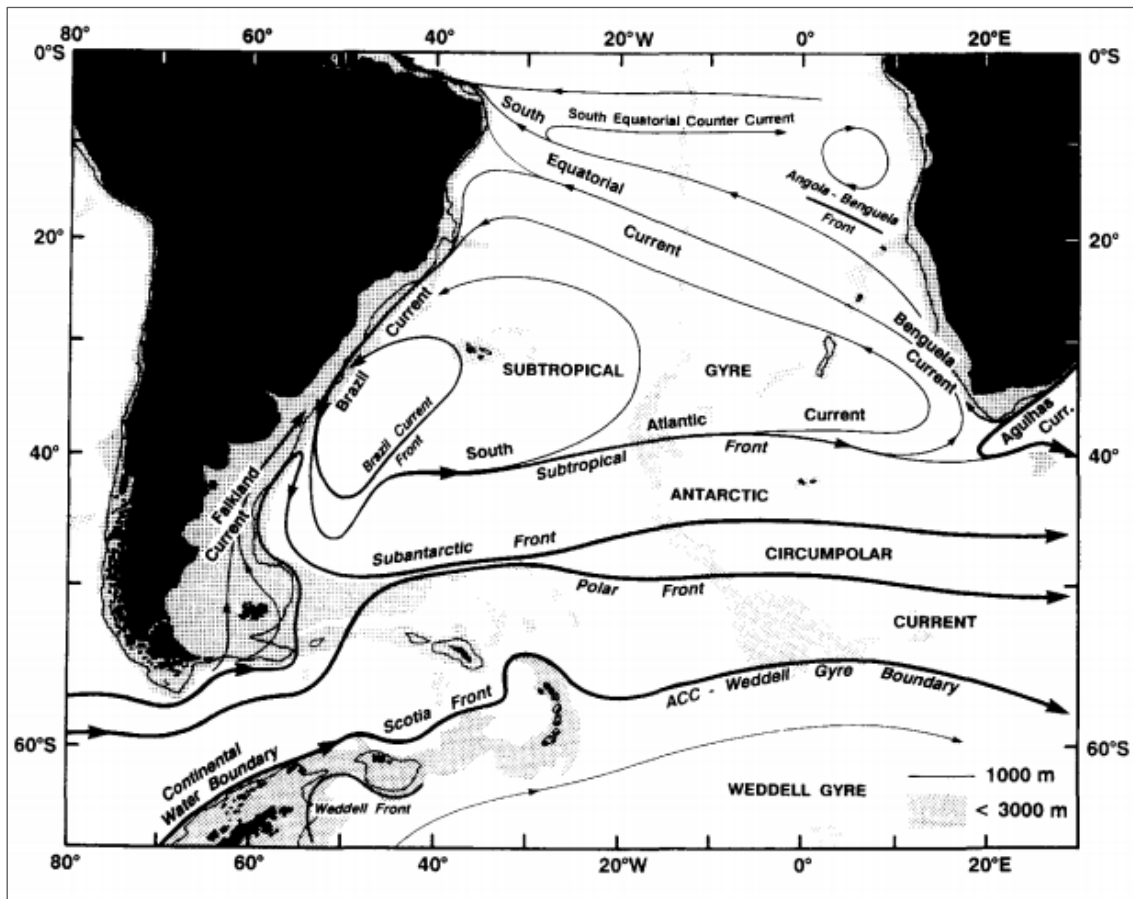 80° 60° 40° 20°W 0° 20°E
0°S 0°S
South
South Equatorial Counter Current
Equatorial
Angola - Benguela
Front
20° 20°
Current
Current
Benguela
Current
SUBTROPICAL GYRE
Brazil
Brazil Current
Front
Agulhas
Curr.
South Atlantic Current
Subtropical Front
40° 40°
Falkland
Current
ANTARCTIC
Subantarctic Front
CIRCUMPOLAR
Polar Front
CURRENT
Scotia Front
ACC - Weddell Gyre Boundary
60°S 60°S
Continental
Water Boundary
Weddell Front
WEDDELL GYRE
1000 m
< 3000 m
80° 60° 40° 20°W 0° 20°E